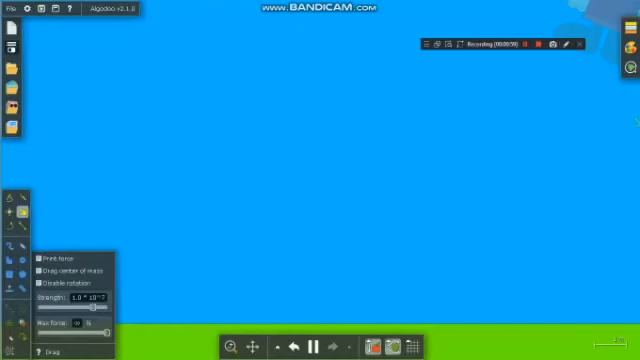 www.BANDICAM.com
File
Algodoo v2.1.0
Recording [00:00:59]
Print force
Drag center of mass
Disable rotation
Strength:
Max force: ∞ %
? Drag